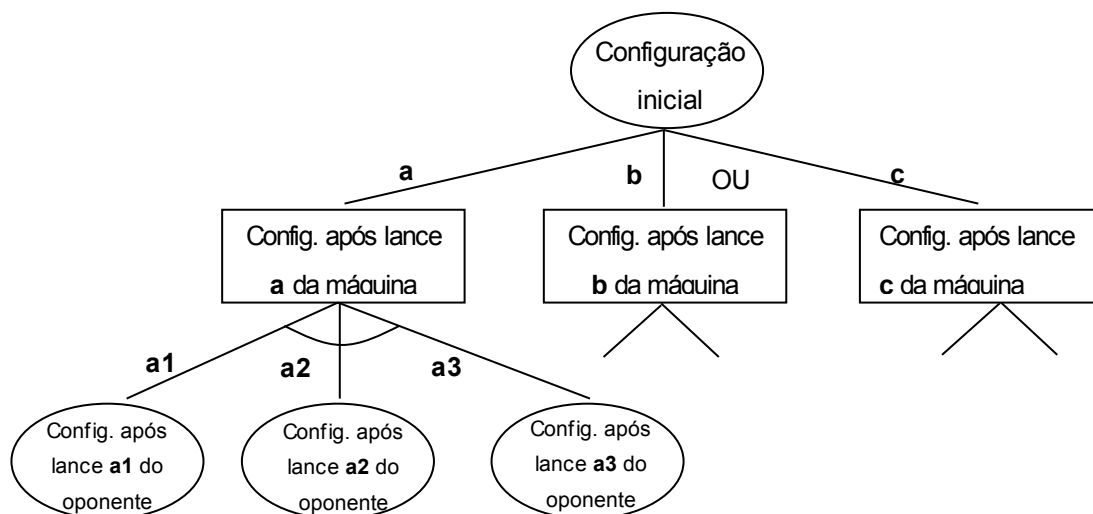 Configuração
inicial
a
b
OU
c
Config. após lance
a da máquina
Config. após lance
b da máquina
Config. após lance
c da máquina
a1
a2
a3
Config. após
lance a1 do
oponente
Config. após
lance a2 do
oponente
Config. após
lance a3 do
oponente